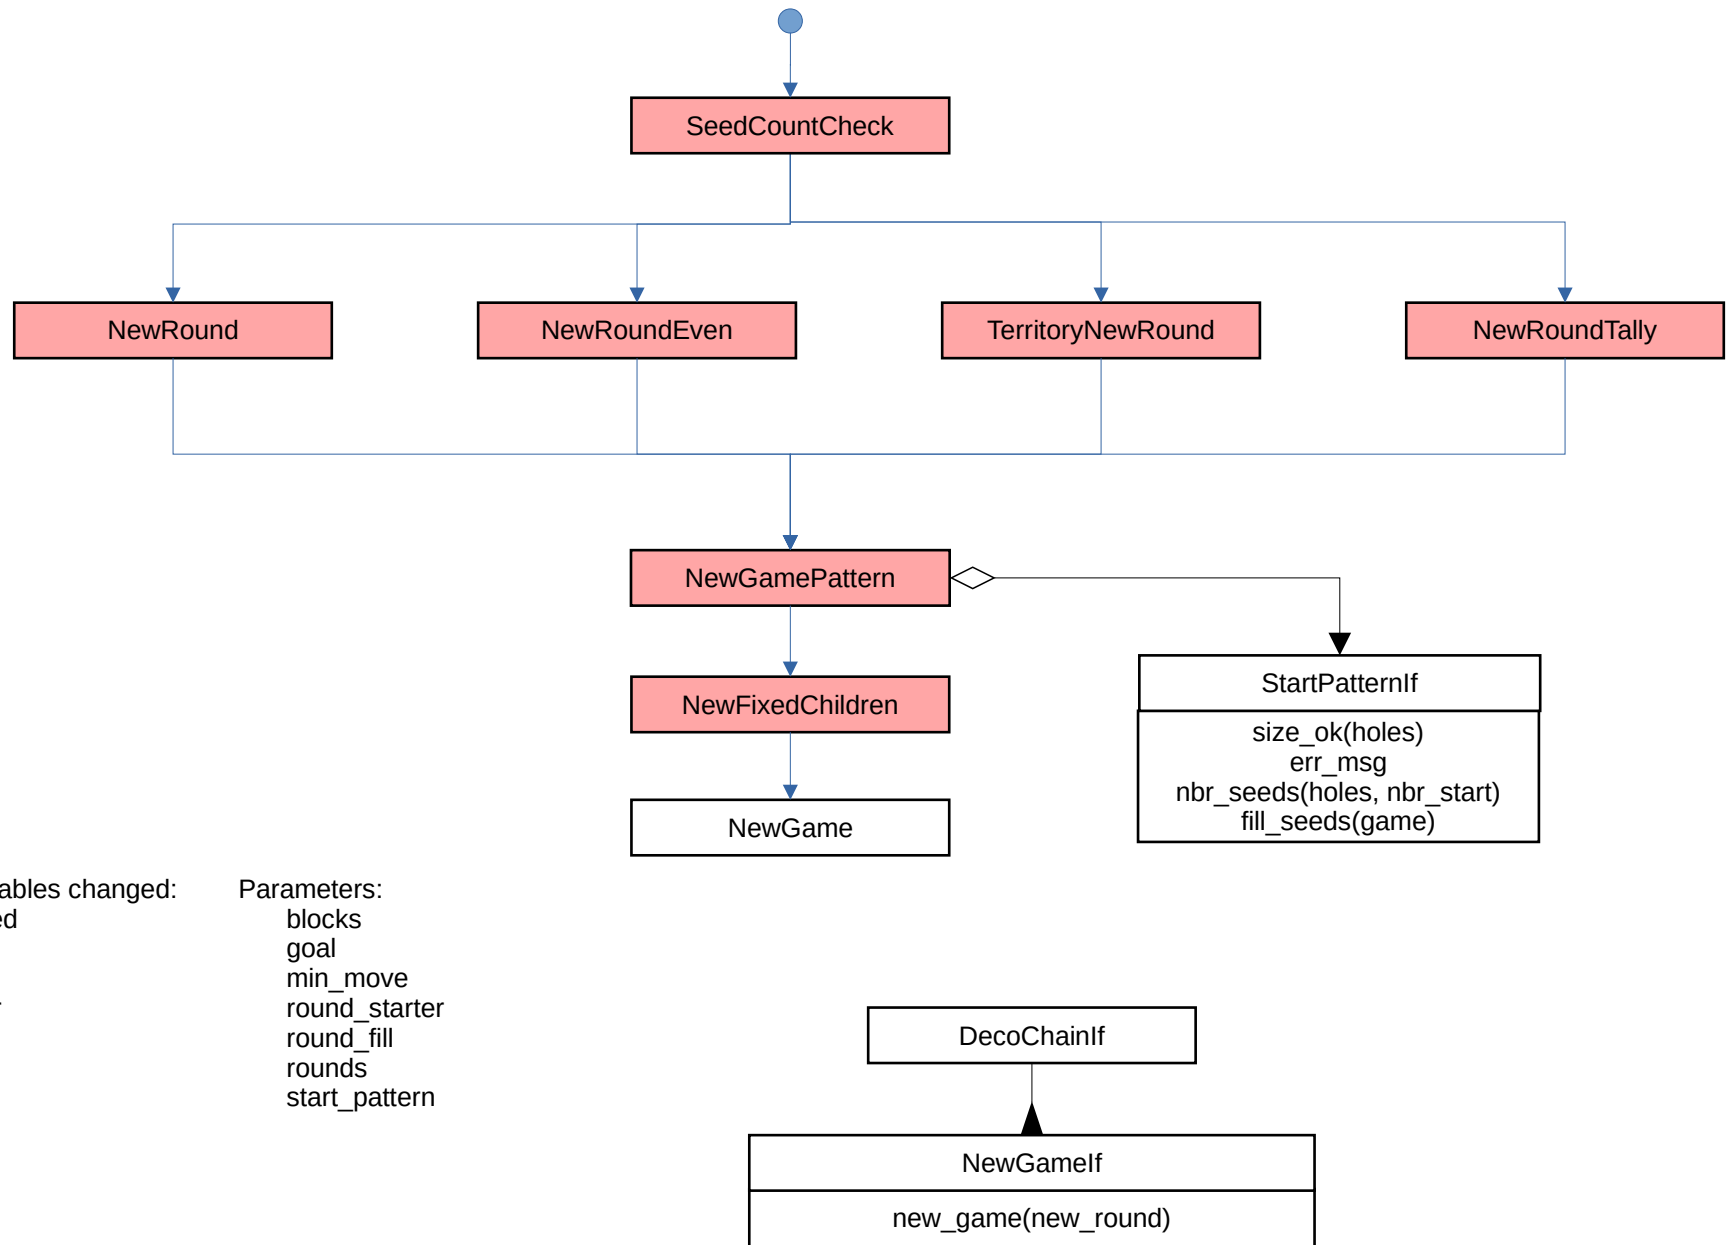 SeedCountCheck
NewRound
NewRoundEven
TerritoryNewRound
NewRoundTally
NewGamePattern
StartPatternIf
size_ok(holes)
err_msg
nbr_seeds(holes, nbr_start)
fill_seeds(game)
NewFixedChildren
NewGame
changed:
Parameters:
blocks
goal
min_move
round_starter
round_fill
rounds
start_pattern
DecoChainIf
NewGameIf
new_game(new_round)